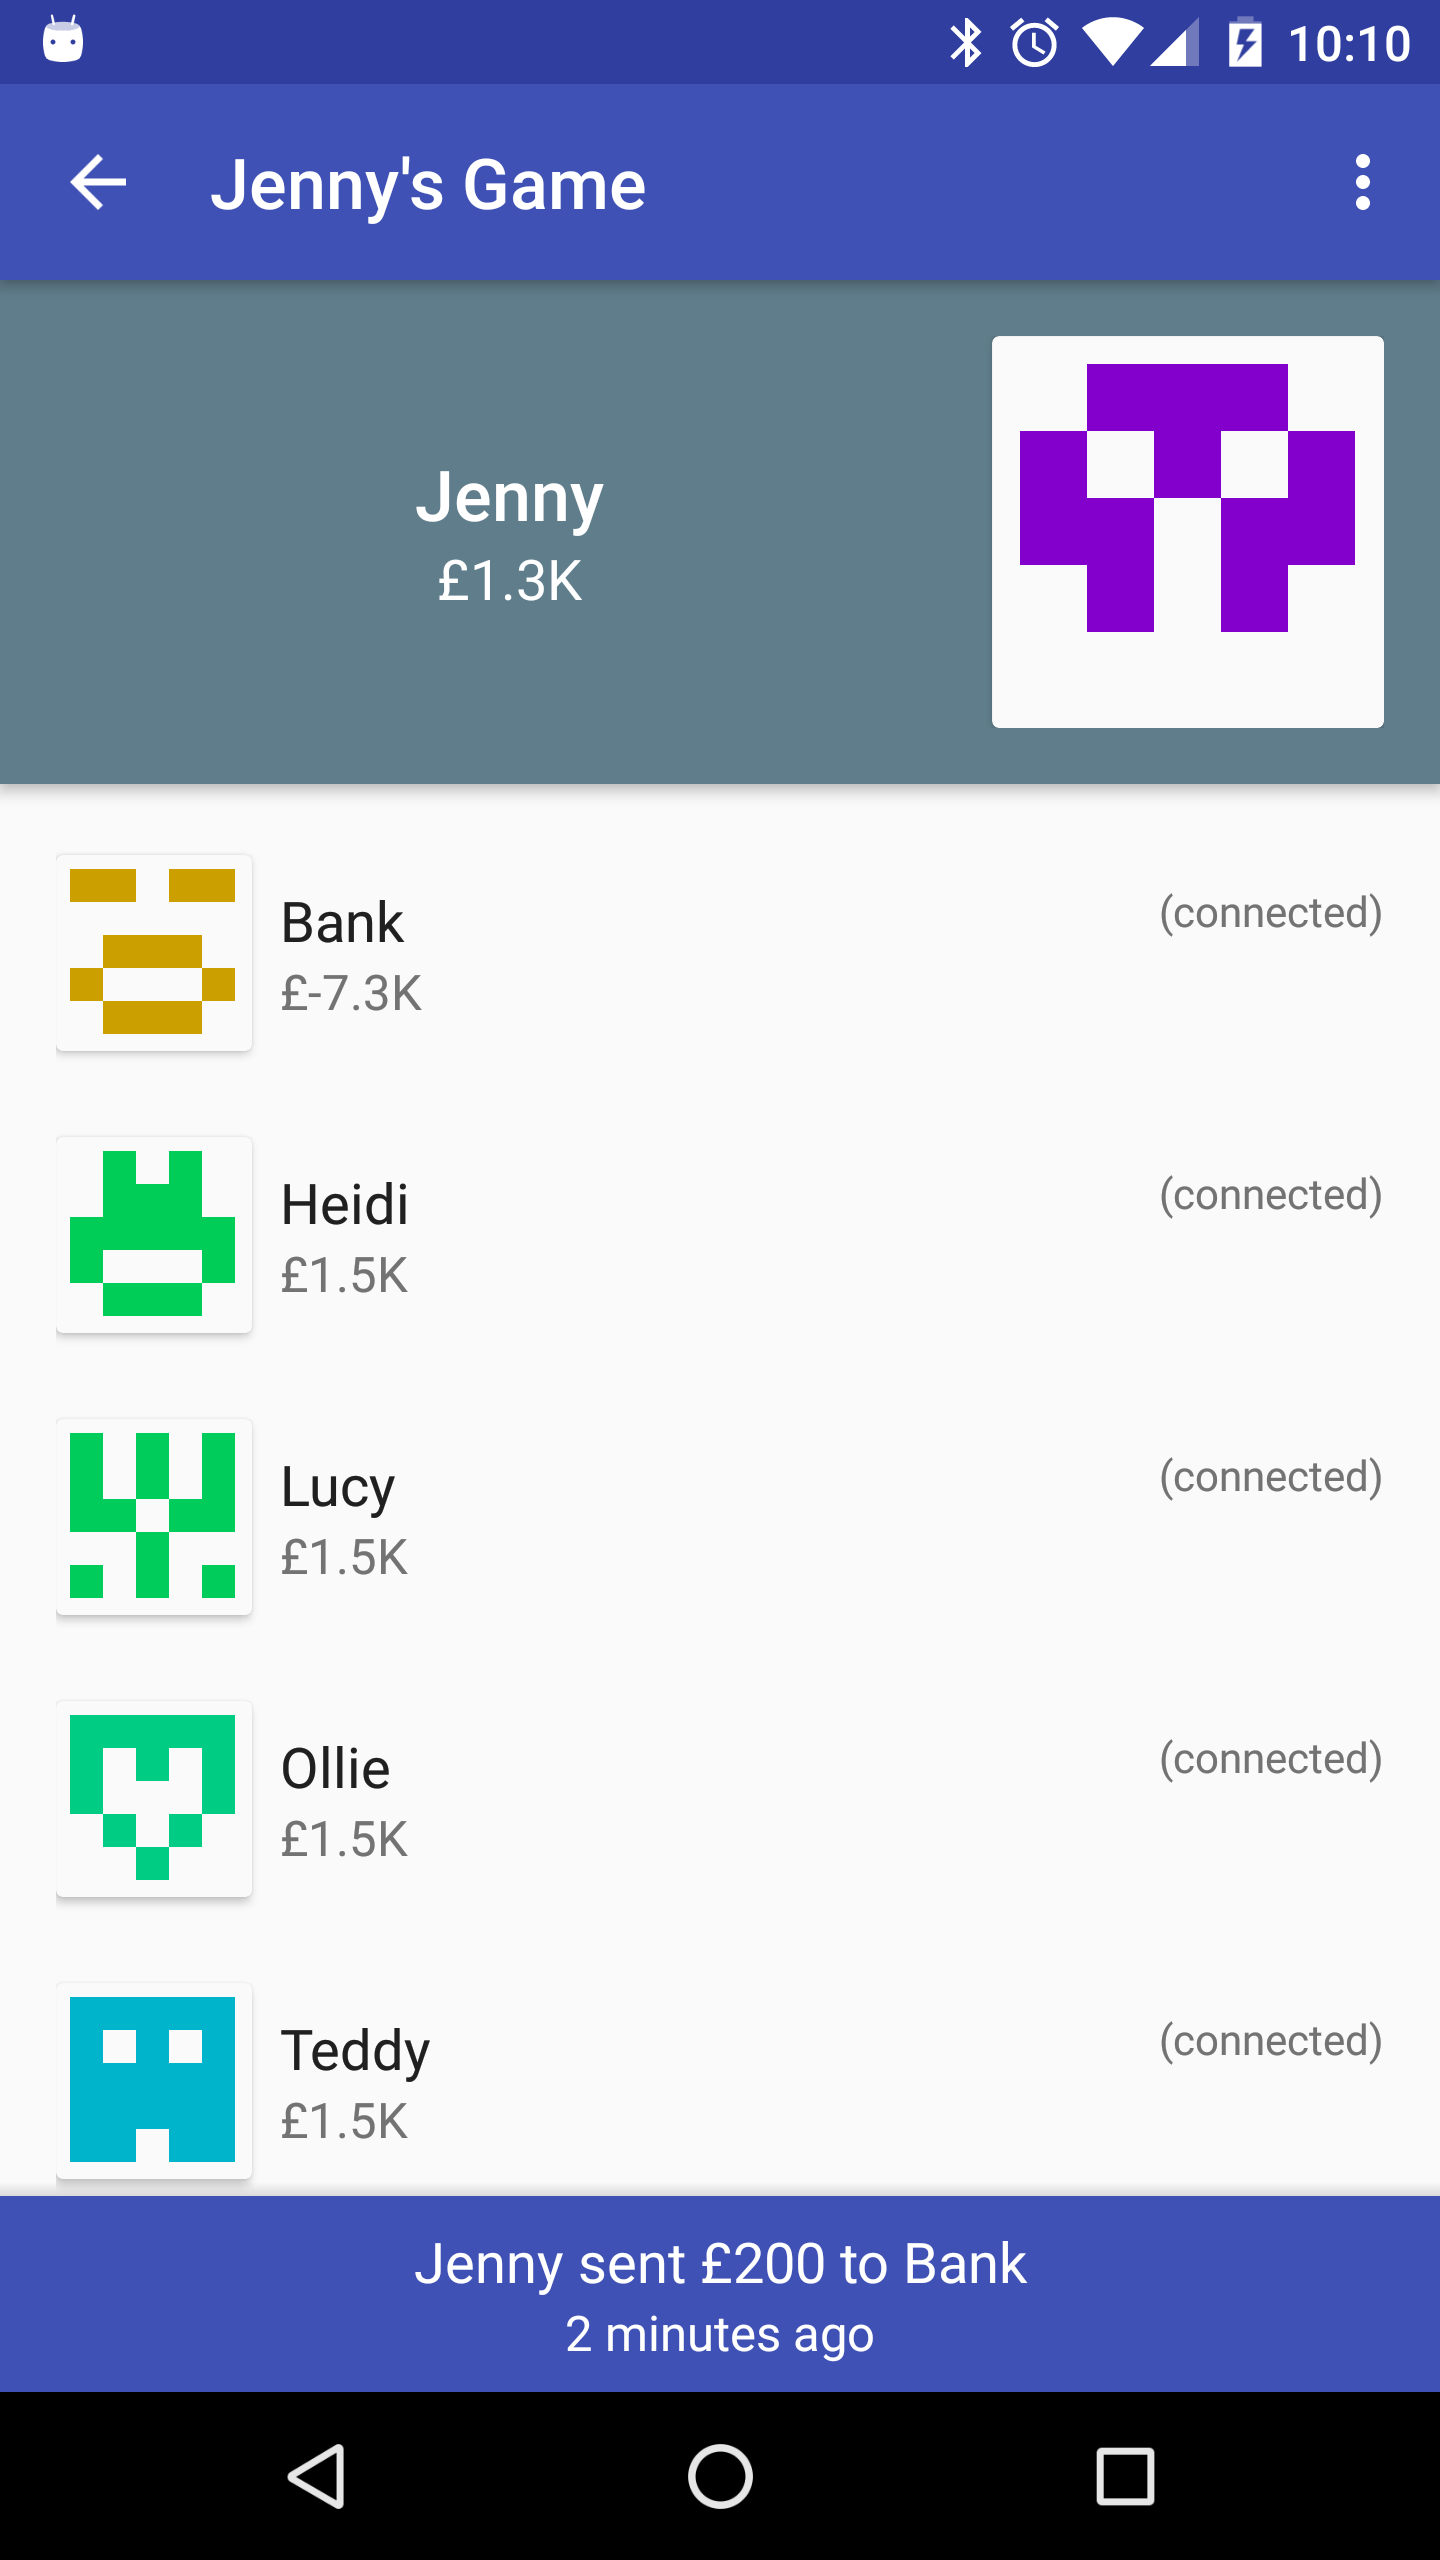 10:10
Jenny's Game
Jenny
£1.3K
Bank
(connected)
£-7.3K
Heidi
(connected)
£1.5K
Lucy
(connected)
£1.5K
Ollie
(connected)
£1.5K
Teddy
(connected)
£1.5K
Jenny sent £200 to Bank
2 minutes ago